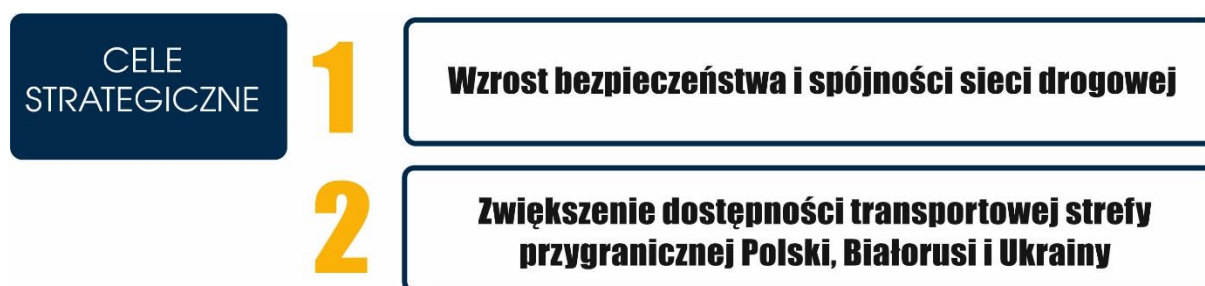 CELE
STRATEGICZNE
1
Wzrost bezpieczeństwa i spójności sieci drogowej
2
Zwiększenie dostępności transportowej strefy
przygranicznej Polski, Białorusi i Ukrainy